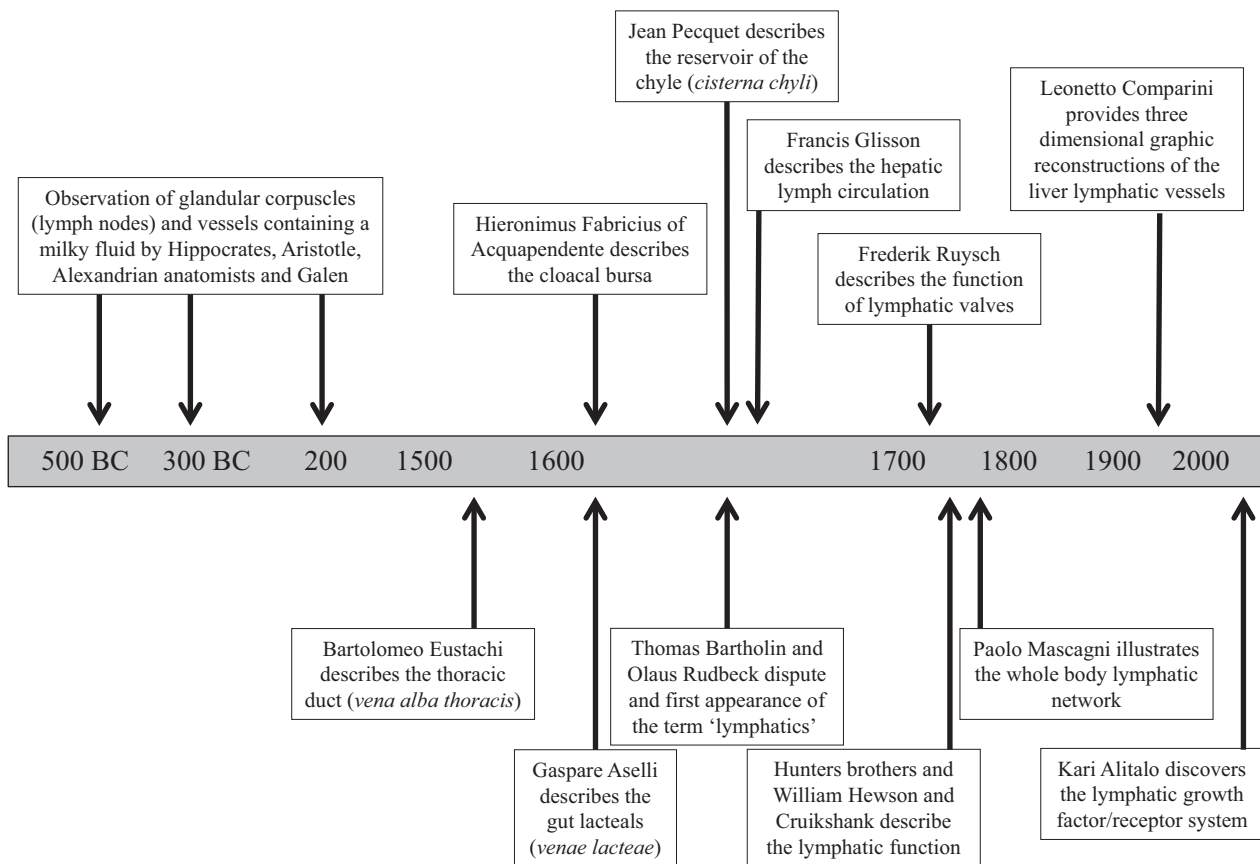 Jean Pecquet describes
the reservoir of the
chyle (cisterna chyli)
Leonetto Comparini
provides three
dimensional graphic
reconstructions of the
liver lymphatic vessels
Francis Glisson
describes the hepatic
lymph circulation
Observation of glandular corpuscles
(lymph nodes) and vessels containing a
milky fluid by Hippocrates, Aristotle,
Alexandrian anatomists and Galen
Hieronimus Fabricius of
Acquapendente describes
the cloacal bursa
Frederik Ruysch
describes the function
of lymphatic valves
500 BC 300 BC 200 1500 1600 1700 1800 1900 2000
Bartolomeo Eustachi
describes the thoracic
duct (vena alba thoracis)
Thomas Bartholin and
Olaus Rudbeck dispute
and first appearance of
the term ‘lymphatics’
Paolo Mascagni illustrates
the whole body lymphatic
network
Gaspare Aselli
describes the
gut lacteals
(venae lacteae)
Hunters brothers and
William Hewson and
Cruikshank describe
the lymphatic function
Kari Alitalo discovers
the lymphatic growth
factor/receptor system